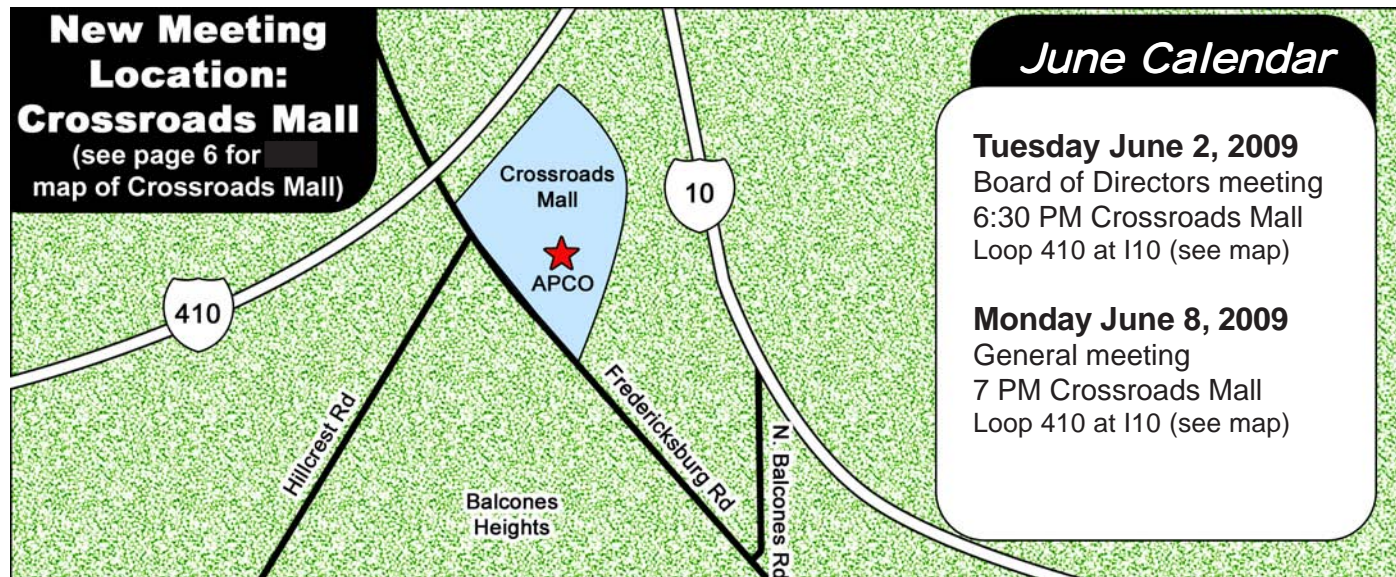 New Meeting
Location:
Crossroads Mall
(see page 6 for
map of Crossroads Mall)
Crossroads
Mall
APCO
410
10
Hillcrest Rd
Fredericksburg Rd
N. Balcones Rd
Balcones
Heights
June Calendar
Tuesday June 2, 2009
Board of Directors meeting
6:30 PM Crossroads Mall
Loop 410 at I10 (see map)
Monday June 8, 2009
General meeting
7 PM Crossroads Mall
Loop 410 at I10 (see map)